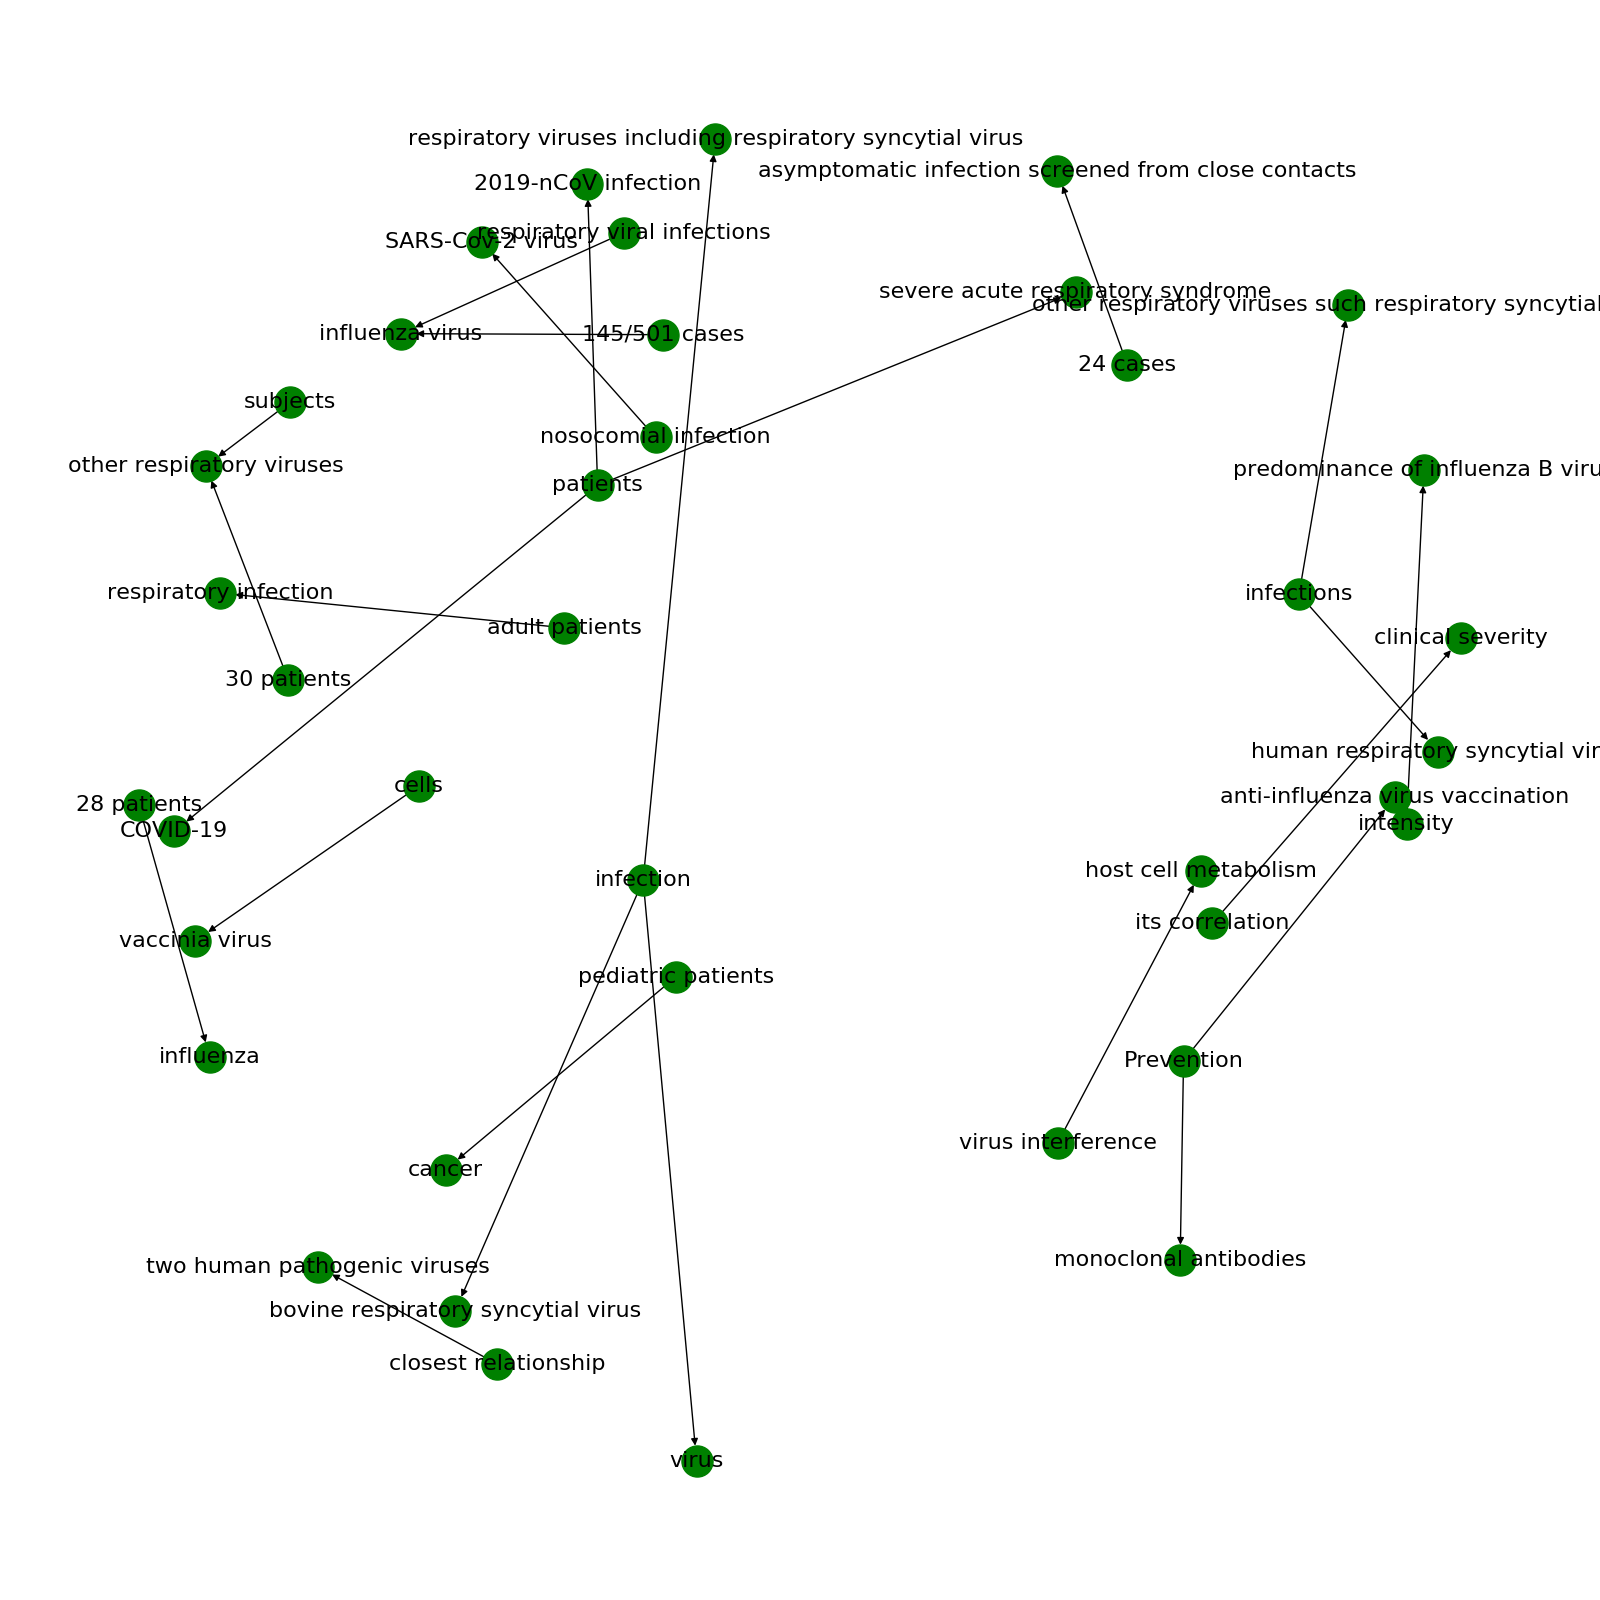 respiratory viruses including respiratory syncytial virus
asymptomatic infection screened from close contacts
2019-nCoV infection
respiratory viral infections
SARS-CoV-2 virus
severe acute respiratory syndrome
other respiratory viruses such respiratory syncytial
influenza virus
145/501 cases
24 cases
subjects
nosocomial infection
other respiratory viruses
predominance of influenza B
patients
respiratory infection
infections
adult patients
clinical severity
30 patients
human respiratory syncytial
cells
anti-influenza virus vaccination
28 patients
intensity
COVID-19
host cell metabolism
infection
its correlation
vaccinia virus
pediatric patients
influenza
Prevention
virus interference
cancer
monoclonal antibodies
two human pathogenic viruses
bovine respiratory syncytial virus
closest relationship
virus